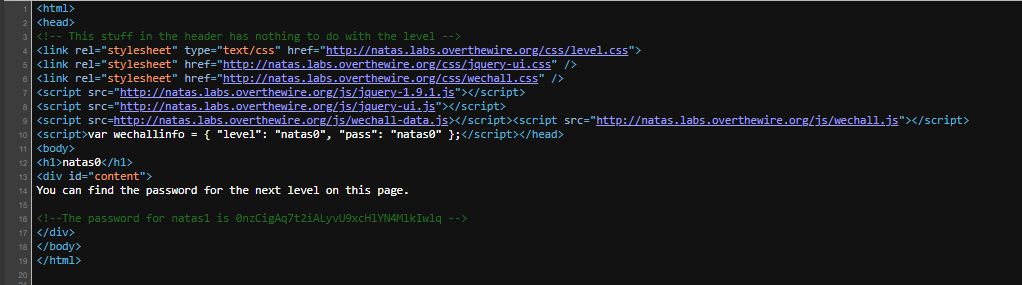 1 <html>
2 <head>
3 <!-- This stuff in the header has nothing to do with the level -->
4 <link rel="stylesheet" type="text/css" href="http://natas.labs.overthewire.org/css/level.css">
5 <link rel="stylesheet" href="http://natas.labs.overthewire.org/css/jquery-ui.css" />
6 <link rel="stylesheet" href="http://natas.labs.overthewire.org/css/wechall.css" />
7 <script src="http://natas.labs.overthewire.org/js/jquery-1.9.1.js"></script>
8 <script src="http://natas.labs.overthewire.org/js/jquery-ui.js"></script>
9 <script src=http://natas.labs.overthewire.org/js/wechall-data.js></script><script src="http://natas.labs.overthewire.org/js/wechall.js"></script>
10 <script>var wechallinfo = { "level": "natas0", "pass": "natas0" };</script></head>
11 <body>
12 <h1>natas0</h1>
13 <div id="content">
14 You can find the password for the next level on this page.
15
16 <!--The password for natas1 is 0nzCigAq7t2iALyvU9xcHlYN4MlkIwlq -->
17 </div>
18 </body>
19 </html>
20